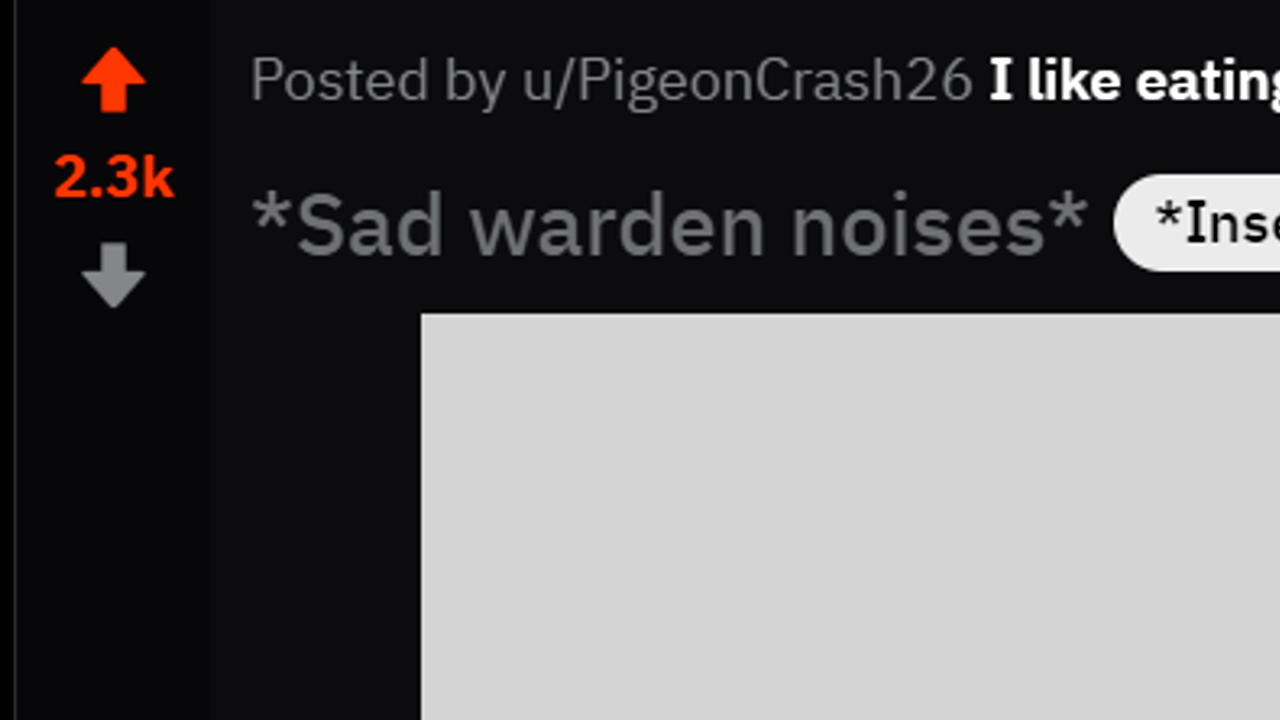 Posted by u/PigeonCrash26 I like eating
2.3k
*Sad warden noises* *Inse